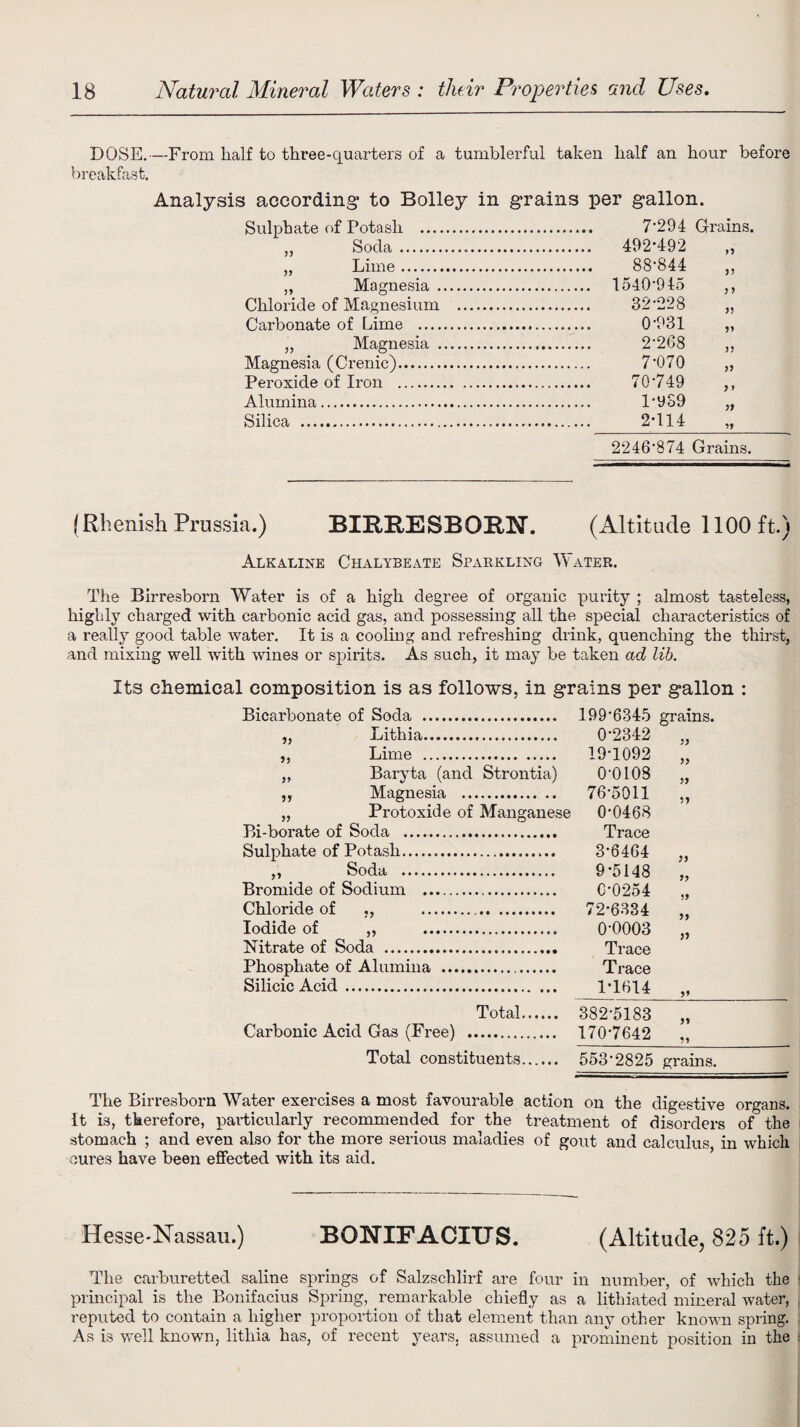 18 Natural Mineral Waters : their Properties and Uses.
DOSE.—From half to three-quarters of a tumblerful taken half an hour before
breakfast.
Analysis according to Bolley in grains per gallon.
Sulphate of Potash .............................. 7·294 Grains.
„ Soda .............................. 492·492 „
„ Lime .............................. 88·844 „
„ Magnesia .............................. 1540·945 „
Chloride of Magnesium .............................. 32·228 „
Carbonate of Lime .............................. 0·931 „
„ Magnesia .............................. 2·268 „
Magnesia (Crenic).............................. 7·070 „
Peroxide of Iron .............................. 70·749 „
Alumina.............................. 1·989 „
Silica .............................. 2·114 „
2246·874 Grains.
(Rhenish Prussia.) BIRRESBORN. (Altitude 1100 ft.)
Alkaline Chalybeate Sparkling Water.
The Birresborn Water is of a high degree of organic purity ; almost tasteless,
highly charged with carbonic acid gas, and possessing all the special characteristics of
a really good table water. It is a cooling and refreshing drink, quenching the thirst,
and mixing well with wines or spirits. As such, it may be taken ad lib.
Its chemical composition is as follows, in grains per gallon :
Bicarbonate of Soda ........................ 199·6345 grains.
„ Lithia........................ 0·2342 „
„ Lime ........................ 19·1092 „
„ Baryta (and Strontia) 0·0108 „
„ Magnesia ................ 76·5011 „
„ Protoxide of Manganese 0·0468
Bi-borate of Soda ........................ Trace
Sulphate of Potash........................ 3·6464 „
„ Soda ........................ 9·5148 „
Bromide of Sodium ........................ 0·0254 „
Chloride of „ ........................ 72·6334 „
Iodide of „ ........................ 0·0003 „
Nitrate of Soda ........................ Trace
Phosphate of Alumina ........................ Trace
Silicic Acid ........................ 1·1614 „
Total...... 382·5183 „
Carbonic Acid Gas (Free) ............... 170·7642 „
Total constituents...... 553·2825 grains.
The Birresborn Water exercises a most favourable action on the digestive organs.
It is, therefore, particularly recommended for the treatment of disorders of the
stomach ; and even also for the more serious maladies of gout and calculus, in which
cures have been effected with its aid.
Hesse-Nassau.) BONIFACIUS. (Altitude, 825 ft.)
The carburetted saline springs of Salzschlirf are four in number, of which the
principal is the Bonifacius Spring, remarkable chiefly as a lithiated mineral water,
reputed to contain a higher proportion of that element than any other known spring.
As is well known, lithia has, of recent years, assumed a prominent position in the